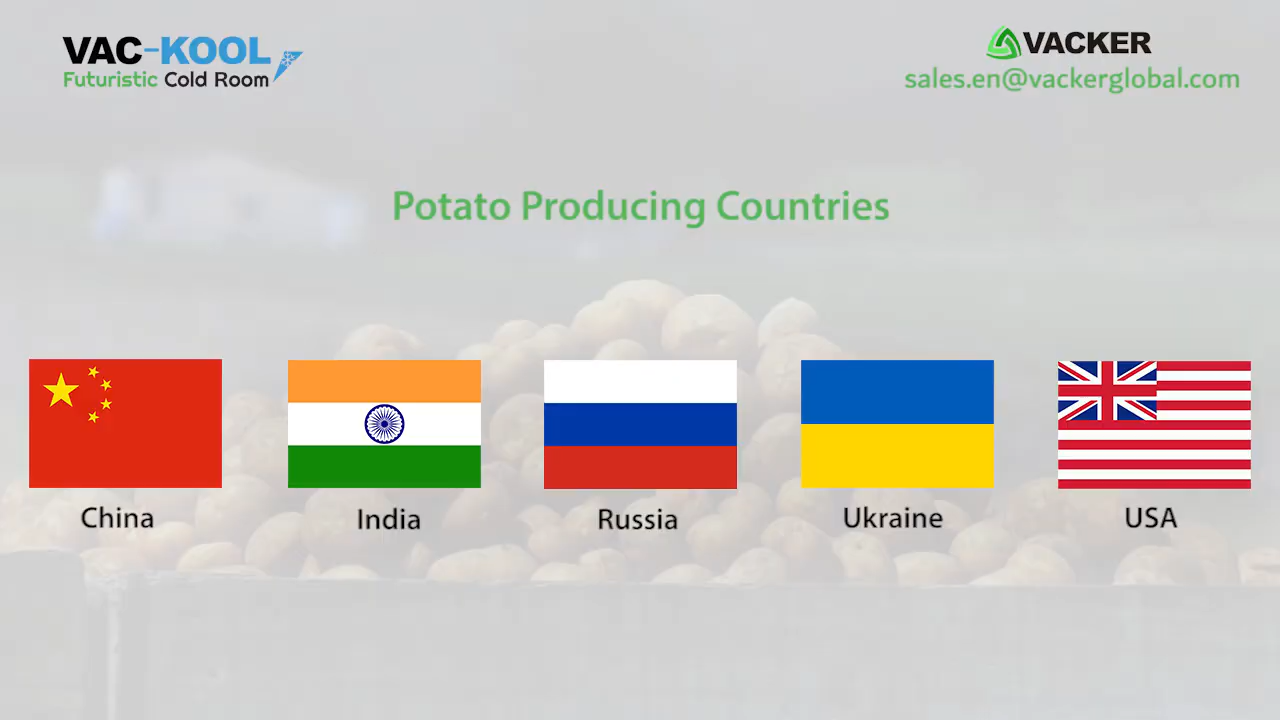 VAC-KOOL
Futuristic Cold Room
VACKER
sales.en@vackerglobal.com
Potato Producing Countries
China
India
Russia
Ukraine
USA